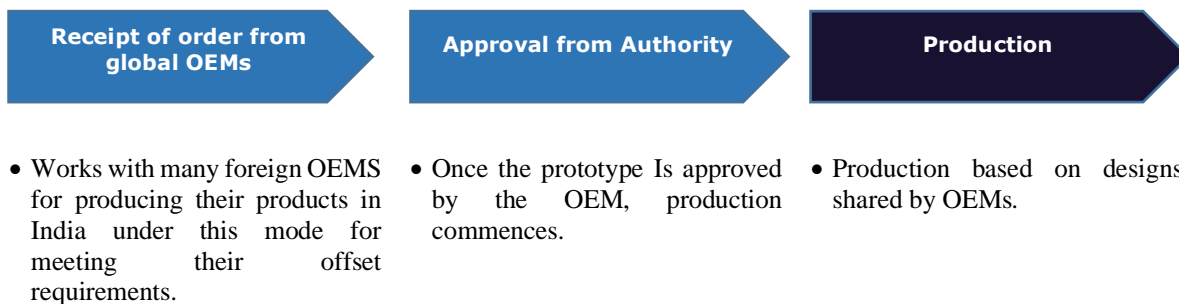 Receipt of order from
global OEMs
Approval from Authority
Production
• Works with many foreign OEMS
for producing their products in
India under this mode for
meeting their offset
requirements.
• Once the prototype Is approved
by the OEM, production
commences.
• Production based on designs
shared by OEMs.